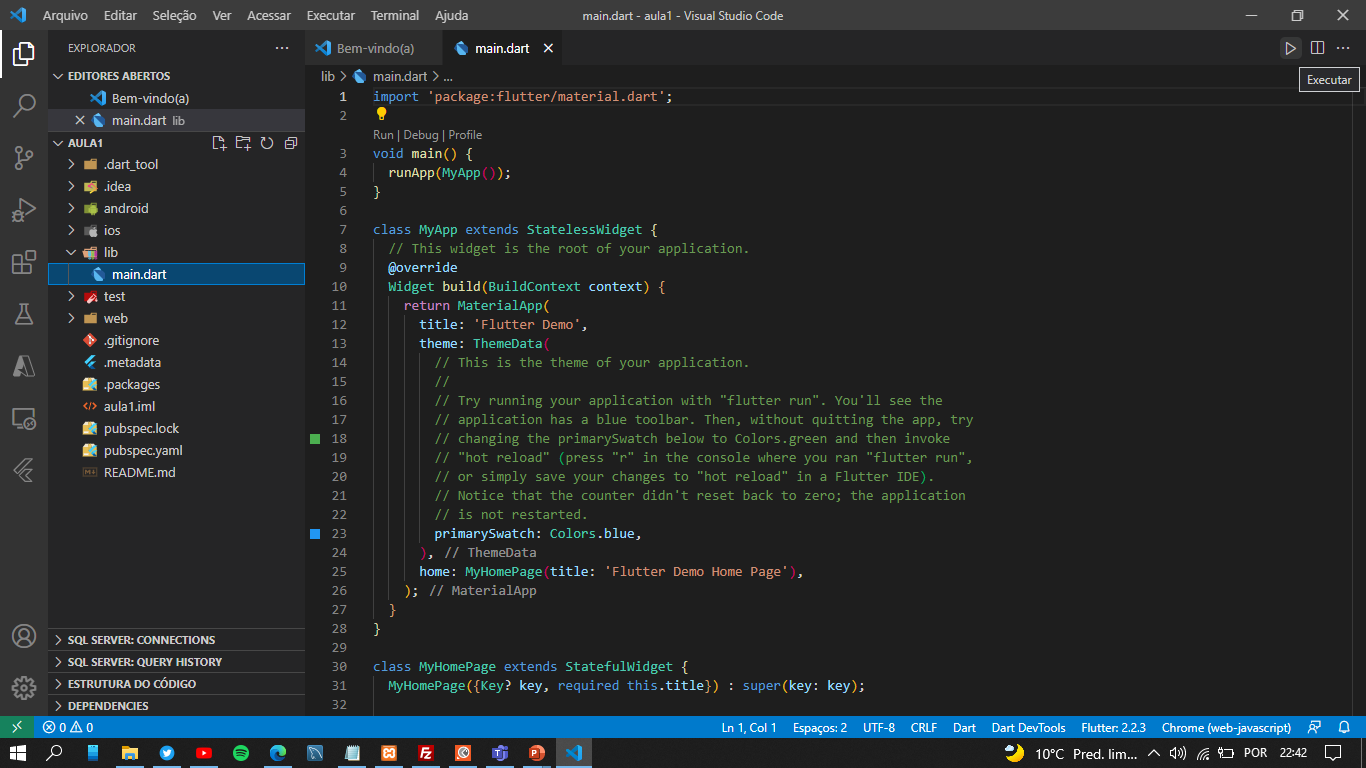 Arquivo Editar Seleção Ver Acessar Executar Terminal Ajuda
main.dart - aula1 - Visual Studio Code
EXPLORADOR
EDITORES ABERTOS
Bem-vindo(a)
main.dart lib
AULA1
.dart_tool
.idea
android
ios
lib
main.dart
test
web
.gitignore
.metadata
.packages
aula1.iml
pubspec.lock
pubspec.yaml
README.md
SQL SERVER: CONNECTIONS
SQL SERVER: QUERY HISTORY
ESTRUTURA DO CÓDIGO
DEPENDENCIES
Bem-vindo(a) main.dart
Executar
lib > main.dart > ...
1 import 'package:flutter/material.dart';
2
Run | Debug | Profile
3 void main() {
4 runApp(MyApp());
5 }
6
7 class MyApp extends StatelessWidget {
8 // This widget is the root of your application.
9 @override
10 Widget build(BuildContext context) {
11 return MaterialApp(
12 title: 'Flutter Demo',
13 theme: ThemeData(
14 // This is the theme of your application.
15 //
16 // Try running your application with "flutter run". You'll see the
17 // application has a blue toolbar. Then, without quitting the app, try
18 // changing the primarySwatch below to Colors.green and then invoke
19 // "hot reload" (press "r" in the console where you ran "flutter run",
20 // or simply save your changes to "hot reload" in a Flutter IDE).
21 // Notice that the counter didn't reset back to zero; the application
22 // is not restarted.
23 primarySwatch: Colors.blue,
24 ), // ThemeData
25 home: MyHomePage(title: 'Flutter Demo Home Page'),
26 ); // MaterialApp
27 }
28 }
29
30 class MyHomePage extends StatefulWidget {
31 MyHomePage({Key? key, required this.title}) : super(key: key);
32
0 0
Ln 1, Col 1 Espaços: 2 UTF-8 CRLF Dart Dart DevTools Flutter: 2.2.3 Chrome (web-javascript)
10°C Pred. lim... POR 22:42